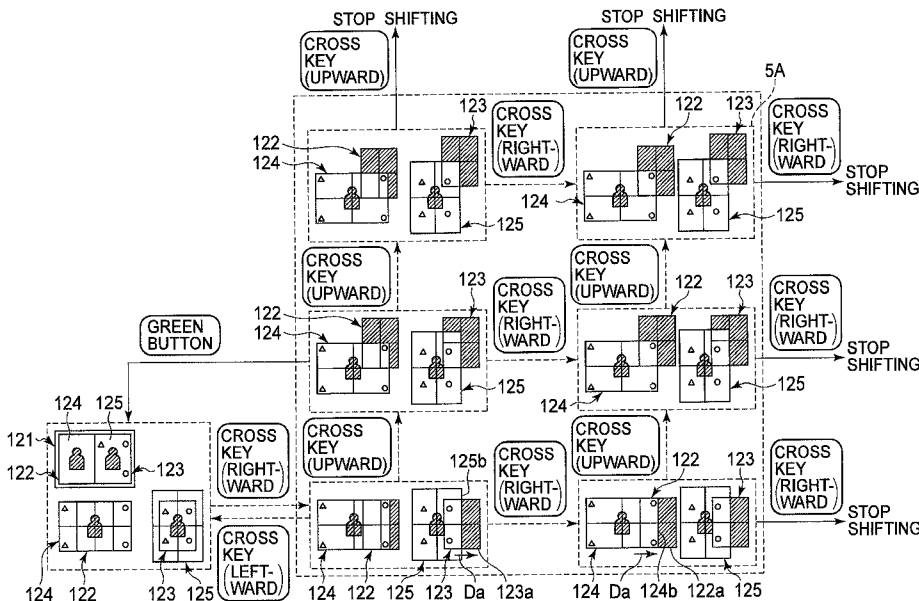 STOP SHIFTING
STOP SHIFTING
CROSS
KEY
(UPWARD)
CROSS
KEY
(UPWARD)
5A
123
CROSS
KEY
(RIGHT-
WARD)
122
123
CROSS
KEY
(RIGHT-
WARD)
122
124
STOP
SHIFTING
124
125
125
CROSS
KEY
(UPWARD)
CROSS
KEY
(UPWARD)
123
CROSS
KEY
(RIGHT-
WARD)
122
123
CROSS
KEY
(RIGHT-
WARD)
122
124
GREEN
BUTTON
STOP
SHIFTING
125
124
125
124
125
121
122
123
CROSS
KEY
(RIGHT-
WARD)
CROSS
KEY
(UPWARD)
125b
CROSS
KEY
(RIGHT-
WARD)
CROSS
KEY
(UPWARD)
122
123
CROSS
KEY
(RIGHT-
WARD)
STOP
SHIFTING
CROSS
KEY
(LEFT-
WARD)
124
122
123
125
124
122
125
123
Da
123a
124
Da
124b
122a
125